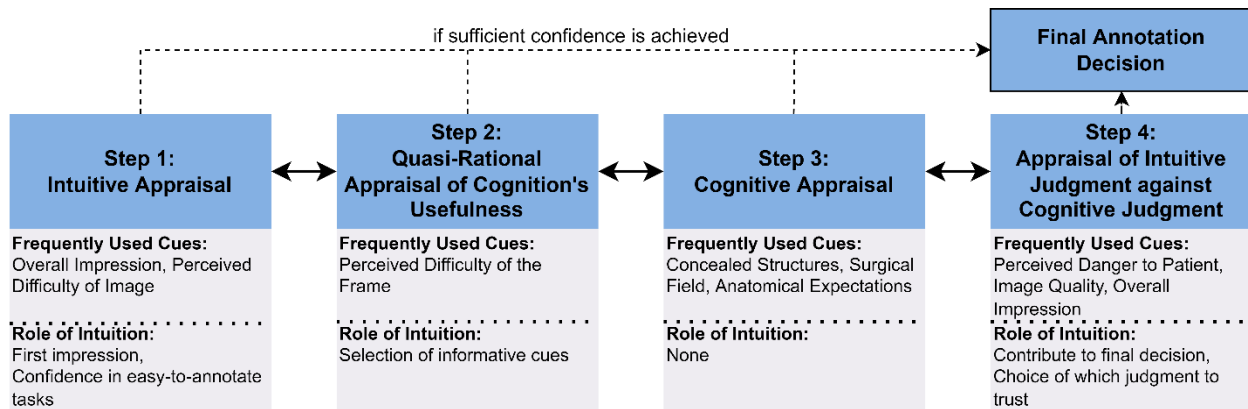 if sufficient confidence is achieved
Final Annotation
Decision
Step 1:
Intuitive Appraisal
Step 2:
Quasi-Rational
Appraisal of Cognition's
Usefulness
Step 3:
Cognitive Appraisal
Step 4:
Appraisal of Intuitive
Judgment against
Cognitive Judgment
Frequently Used Cues:
Overall Impression, Perceived
Difficulty of Image
Role of Intuition:
First impression,
Confidence in easy-to-annotate
tasks
Frequently Used Cues:
Perceived Difficulty of the
Frame
Role of Intuition:
Selection of informative cues
Frequently Used Cues:
Concealed Structures, Surgical
Field, Anatomical Expectations
Role of Intuition:
None
Frequently Used Cues:
Perceived Danger to Patient,
Image Quality, Overall
Impression
Role of Intuition:
Contribute to final decision,
Choice of which judgment to
trust